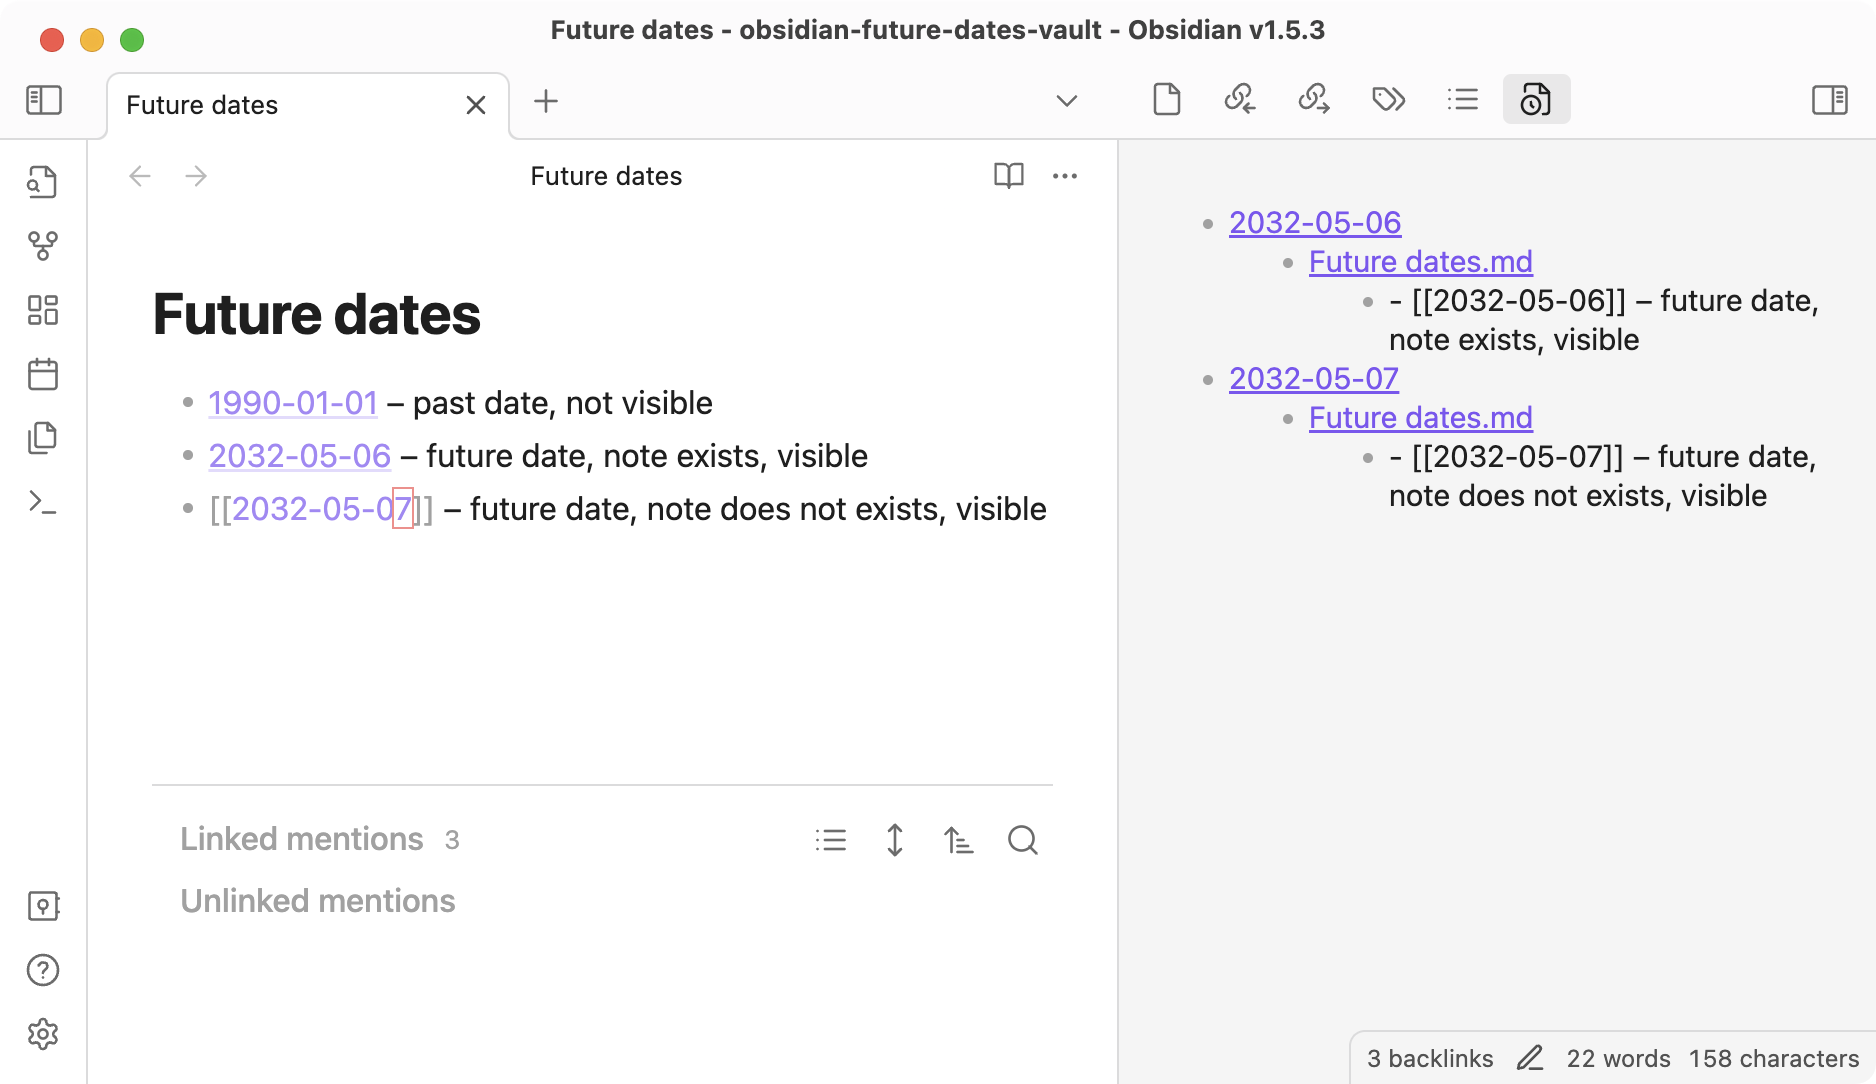 Future dates - obsidian-future-dates-vault - Obsidian v1.5.3
Future dates
Future dates
Future dates
1990-01-01 – past date, not visible
2032-05-06 – future date, note exists, visible
[[2032-05-07]] – future date, note does not exists, visible
Linked mentions 3
Unlinked mentions
2032-05-06
Future dates.md
- [[2032-05-06]] – future date,
note exists, visible
2032-05-07
Future dates.md
- [[2032-05-07]] – future date,
note does not exists, visible
3 backlinks 22 words 158 characters